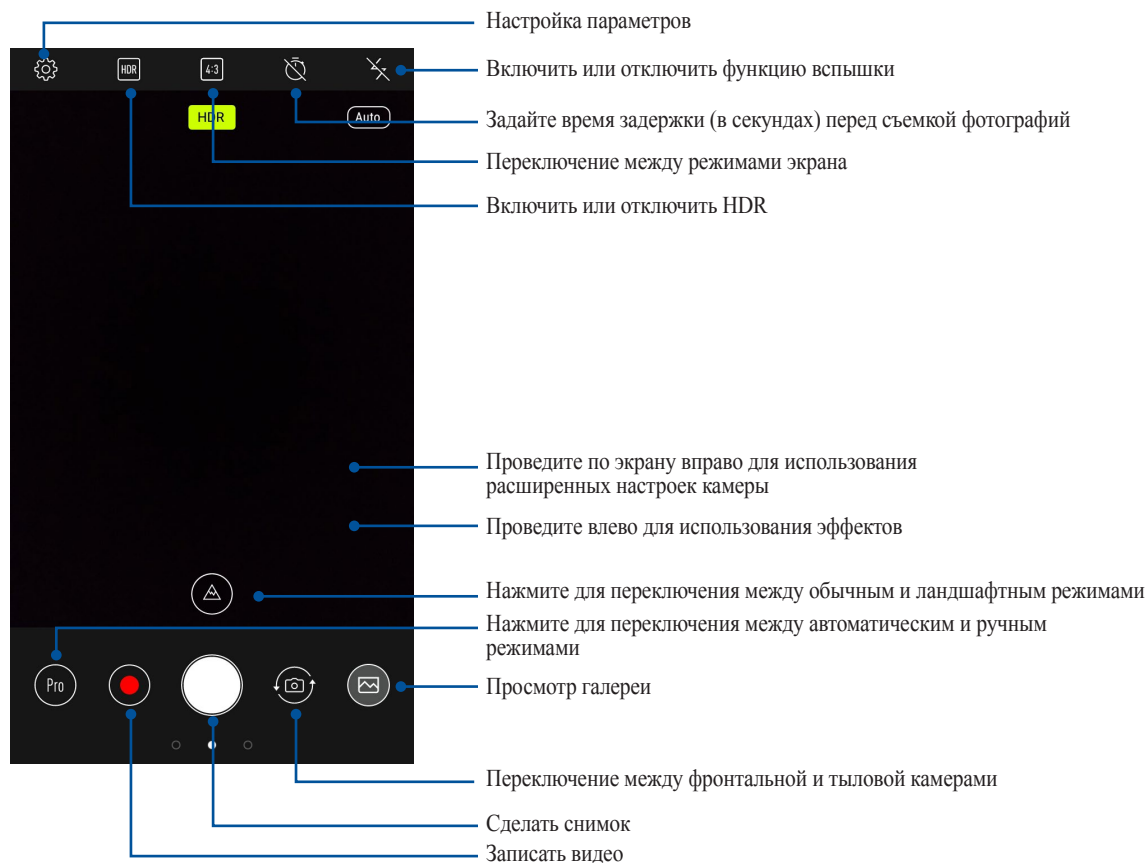 Настройка параметров
Включить или отключить функцию вспышки
HDR
4:3
HDR
Auto
Задайте время задержки (в секундах) перед съемкой фотографий
Переключение между режимами экрана
Включить или отключить HDR
Проведите по экрану вправо для использования
расширенных настроек камеры
Проведите влево для использования эффектов
Нажмите для переключения между обычным и ландшафтным режимами
Нажмите для переключения между автоматическим и ручным
режимами
Pro
Просмотр галереи
Переключение между фронтальной и тыловой камерами
Сделать снимок
Записать видео